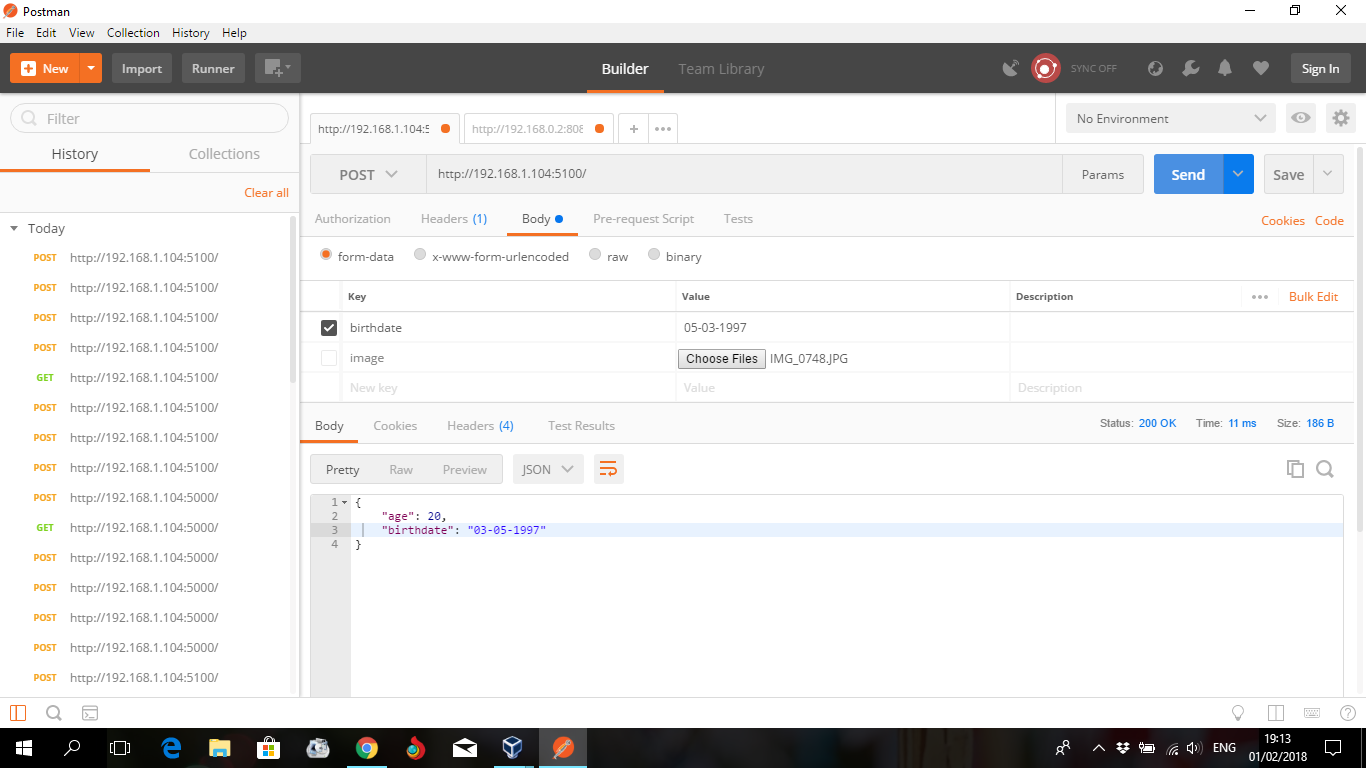 Postman
File Edit View Collection History Help
New Import Runner Builder Team Library SYNC OFF Sign In
Filter
History Collections
Clear all
Today
POST http://192.168.1.104:5100/
POST http://192.168.1.104:5100/
POST http://192.168.1.104:5100/
POST http://192.168.1.104:5100/
GET http://192.168.1.104:5100/
POST http://192.168.1.104:5100/
POST http://192.168.1.104:5100/
POST http://192.168.1.104:5100/
POST http://192.168.1.104:5000/
GET http://192.168.1.104:5000/
POST http://192.168.1.104:5000/
POST http://192.168.1.104:5000/
POST http://192.168.1.104:5000/
POST http://192.168.1.104:5000/
POST http://192.168.1.104:5100/
http://192.168.1.104:5 http://192.168.0.2:808 + ••• No Environment
POST http://192.168.1.104:5100/ Params Send Save
Authorization Headers (1) Body Pre-request Script Tests Cookies Code
form-data x-www-form-urlencoded raw binary
Key Value Description ••• Bulk Edit
birthdate 05-03-1997
image Choose Files IMG_0748.JPG
New key Value Description
Body Cookies Headers (4) Test Results Status: 200 OK Time: 11 ms Size: 186 B
Pretty Raw Preview JSON
1 {
2 "age": 20,
3 "birthdate": "03-05-1997"
4 }
ENG 19:13
01/02/2018